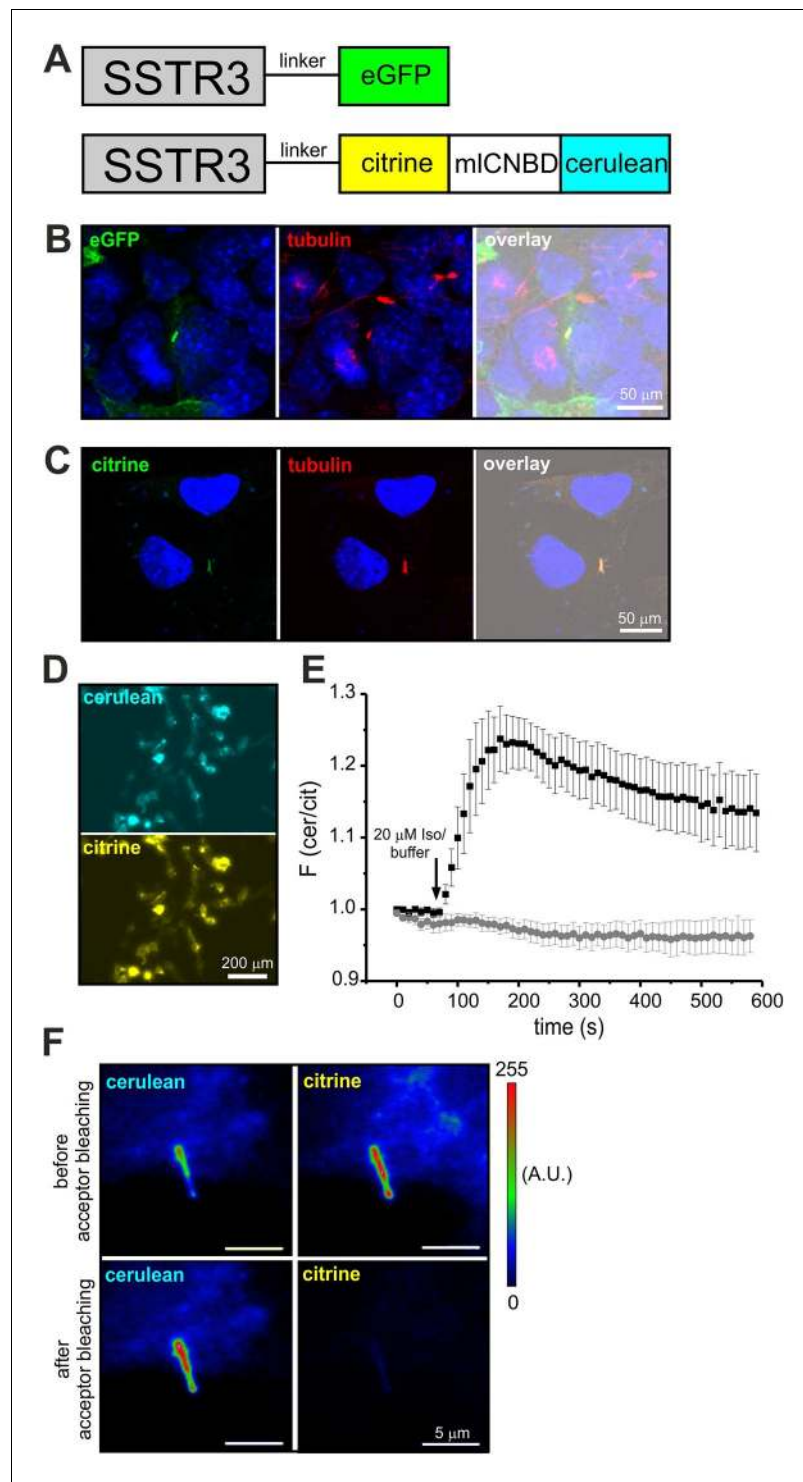 A
SSTR3
linker
eGFP
SSTR3
linker
citrine
mlCNBD
cerulean
B
eGFP
tubulin
overlay
50 μm
C
citrine
tubulin
overlay
50 μm
D
cerulean
citrine
200 μm
E
1.3
1.2
1.1
1.0
0.9
F (cer/cit)
20 μM Iso/
buffer
0
100
200
300
400
500
600
time (s)
F
before
acceptor bleaching
cerulean
citrine
255
(A.U.)
0
after
acceptor bleaching
cerulean
citrine
5 μm